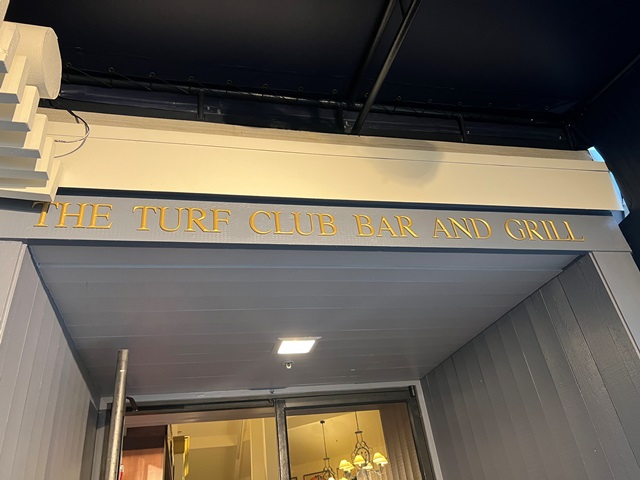 THE TURF CLUB BAR AND GRILL